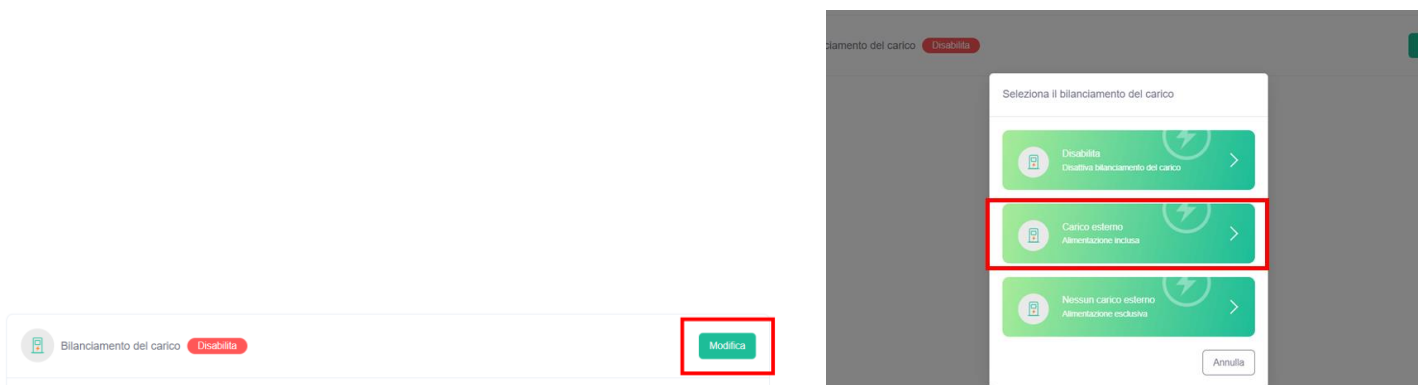 Bilanciamento del carico Disabilita
Modifica
ciamento del carico Disabilita
Seleziona il bilanciamento del carico
Disabilita
Disattiva bilanciamento del carico
Carico esterno
Alimentazione inclusa
Nessun carico esterno
Alimentazione esclusiva
Annulla